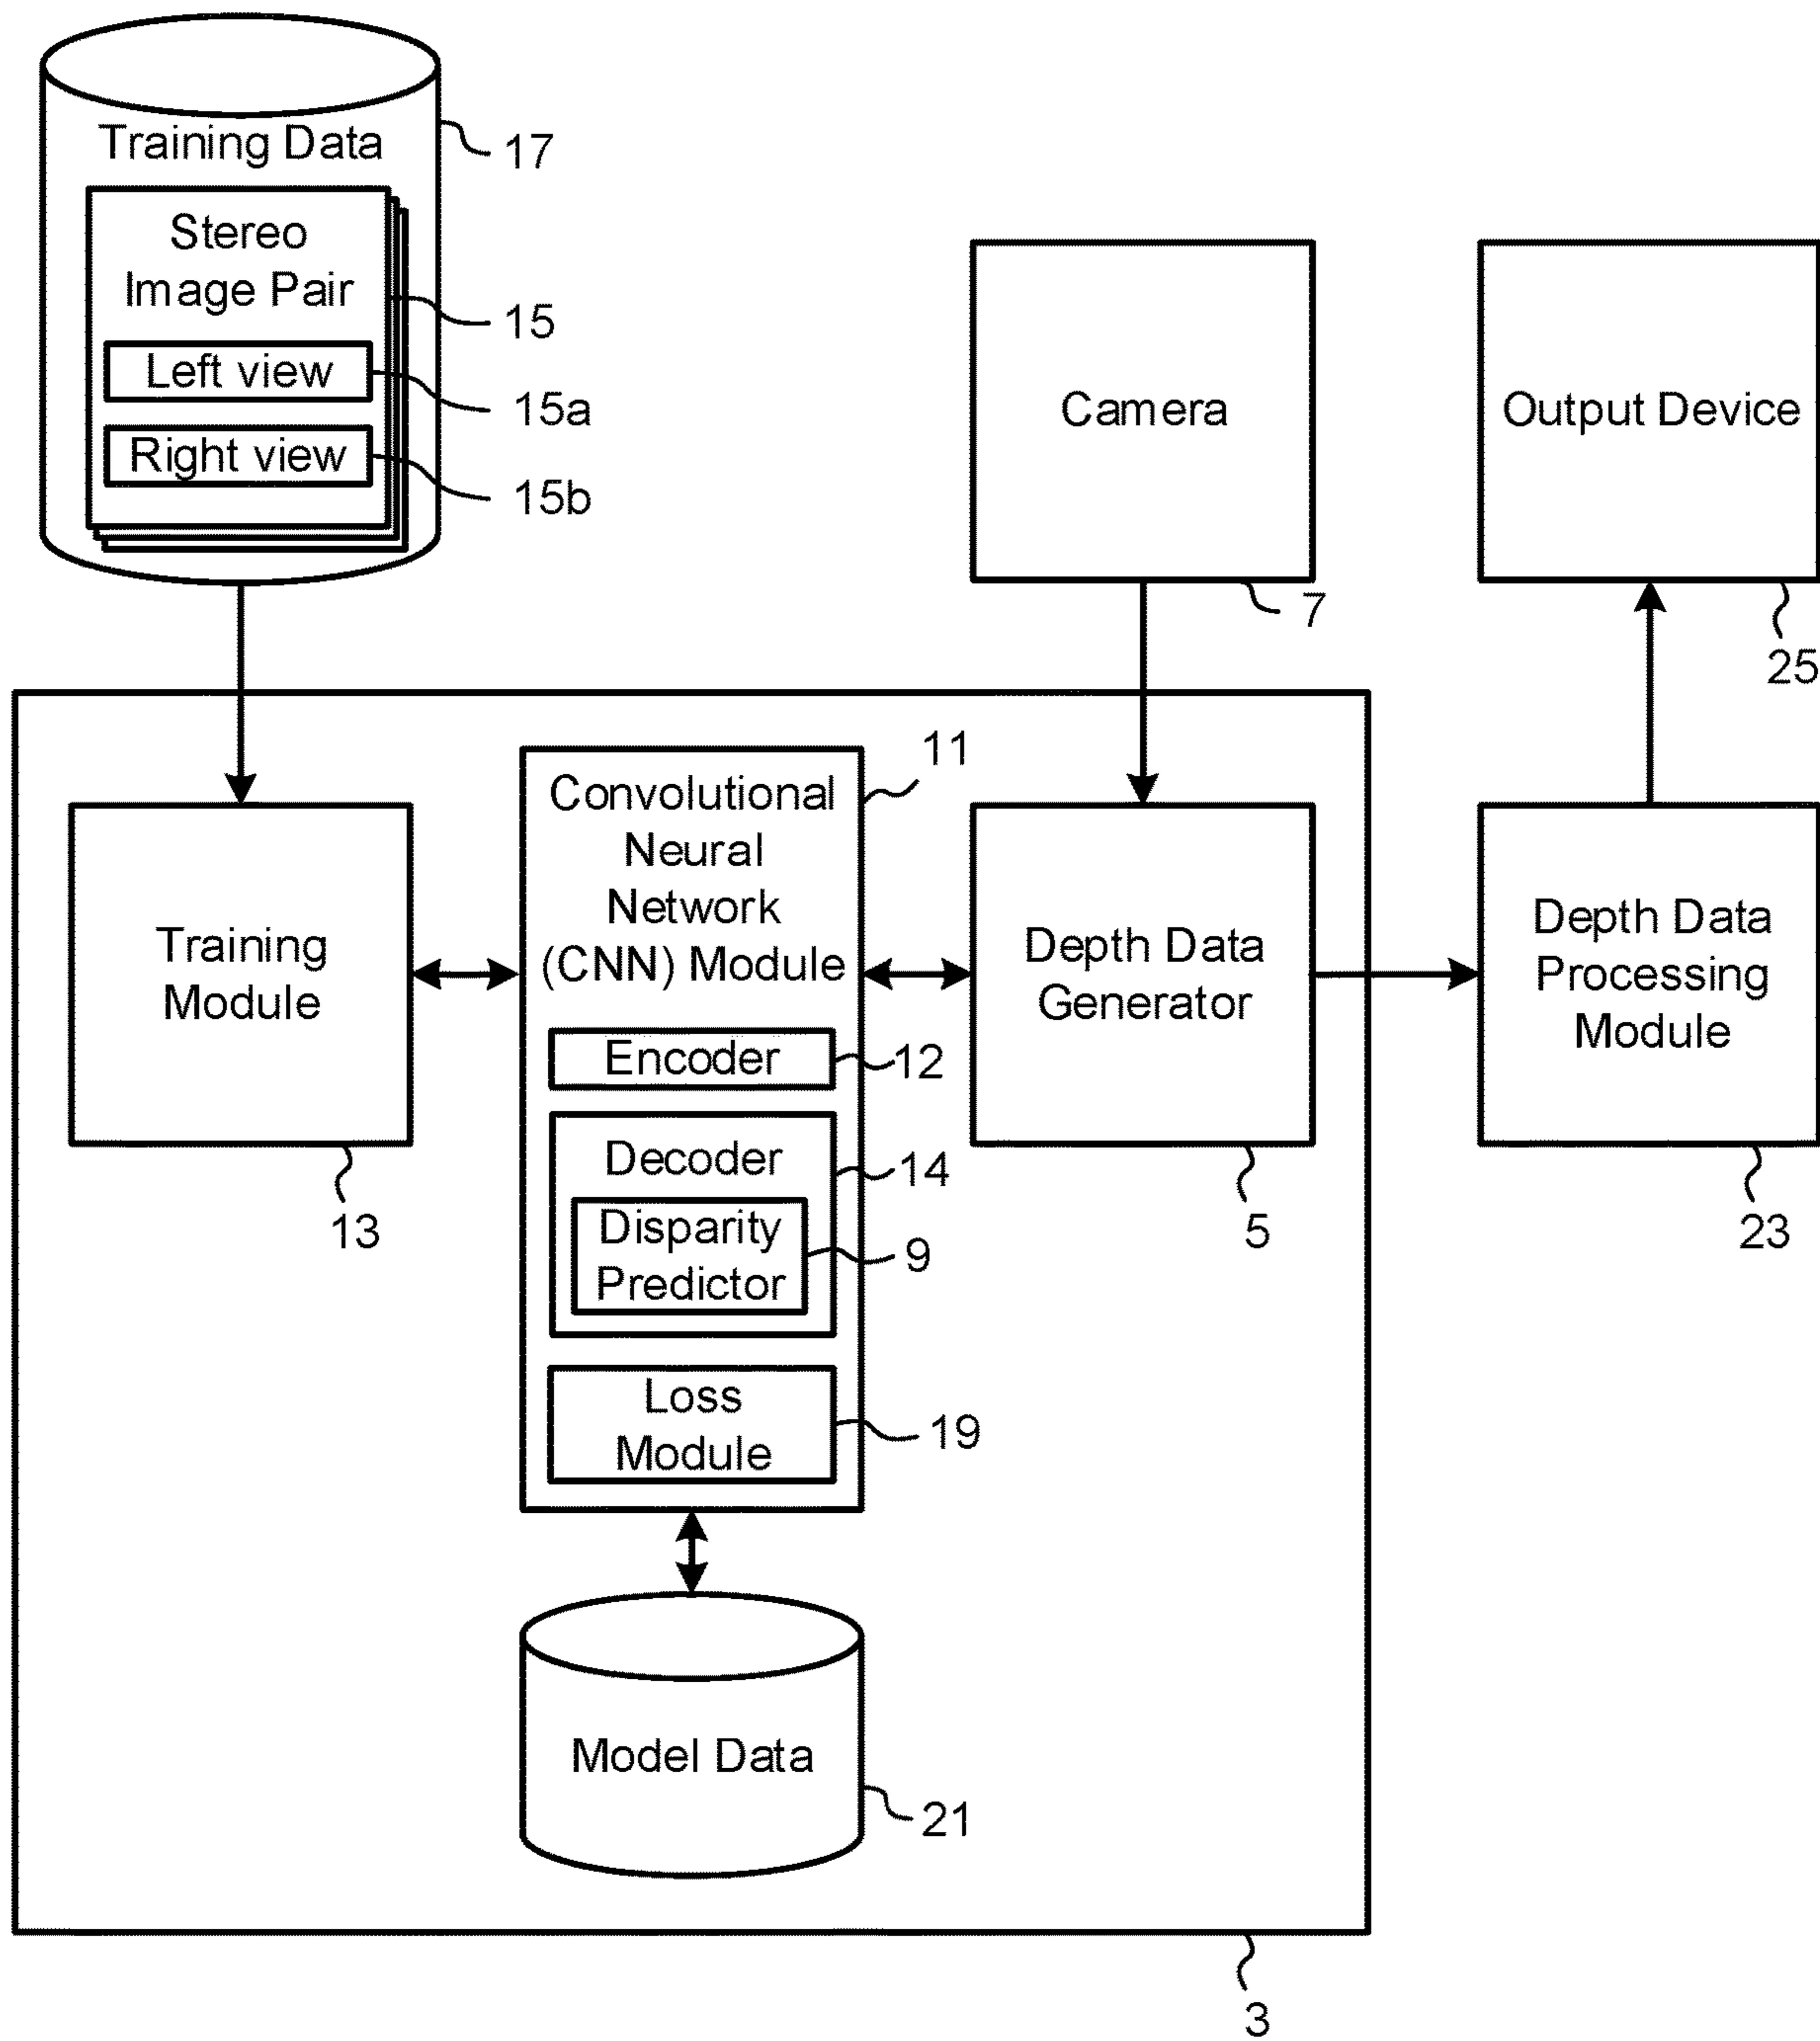 Training Data
17
Stereo
Image Pair
15
Left view
15a
Right view
15b
Camera
7
Output Device
25
Training
Module
13
11
Convolutional
Neural
Network
(CNN) Module
Encoder
12
Decoder
14
Disparity
Predictor
9
Loss
Module
19
Depth Data
Generator
5
Depth Data
Processing
Module
23
Model Data
21
3